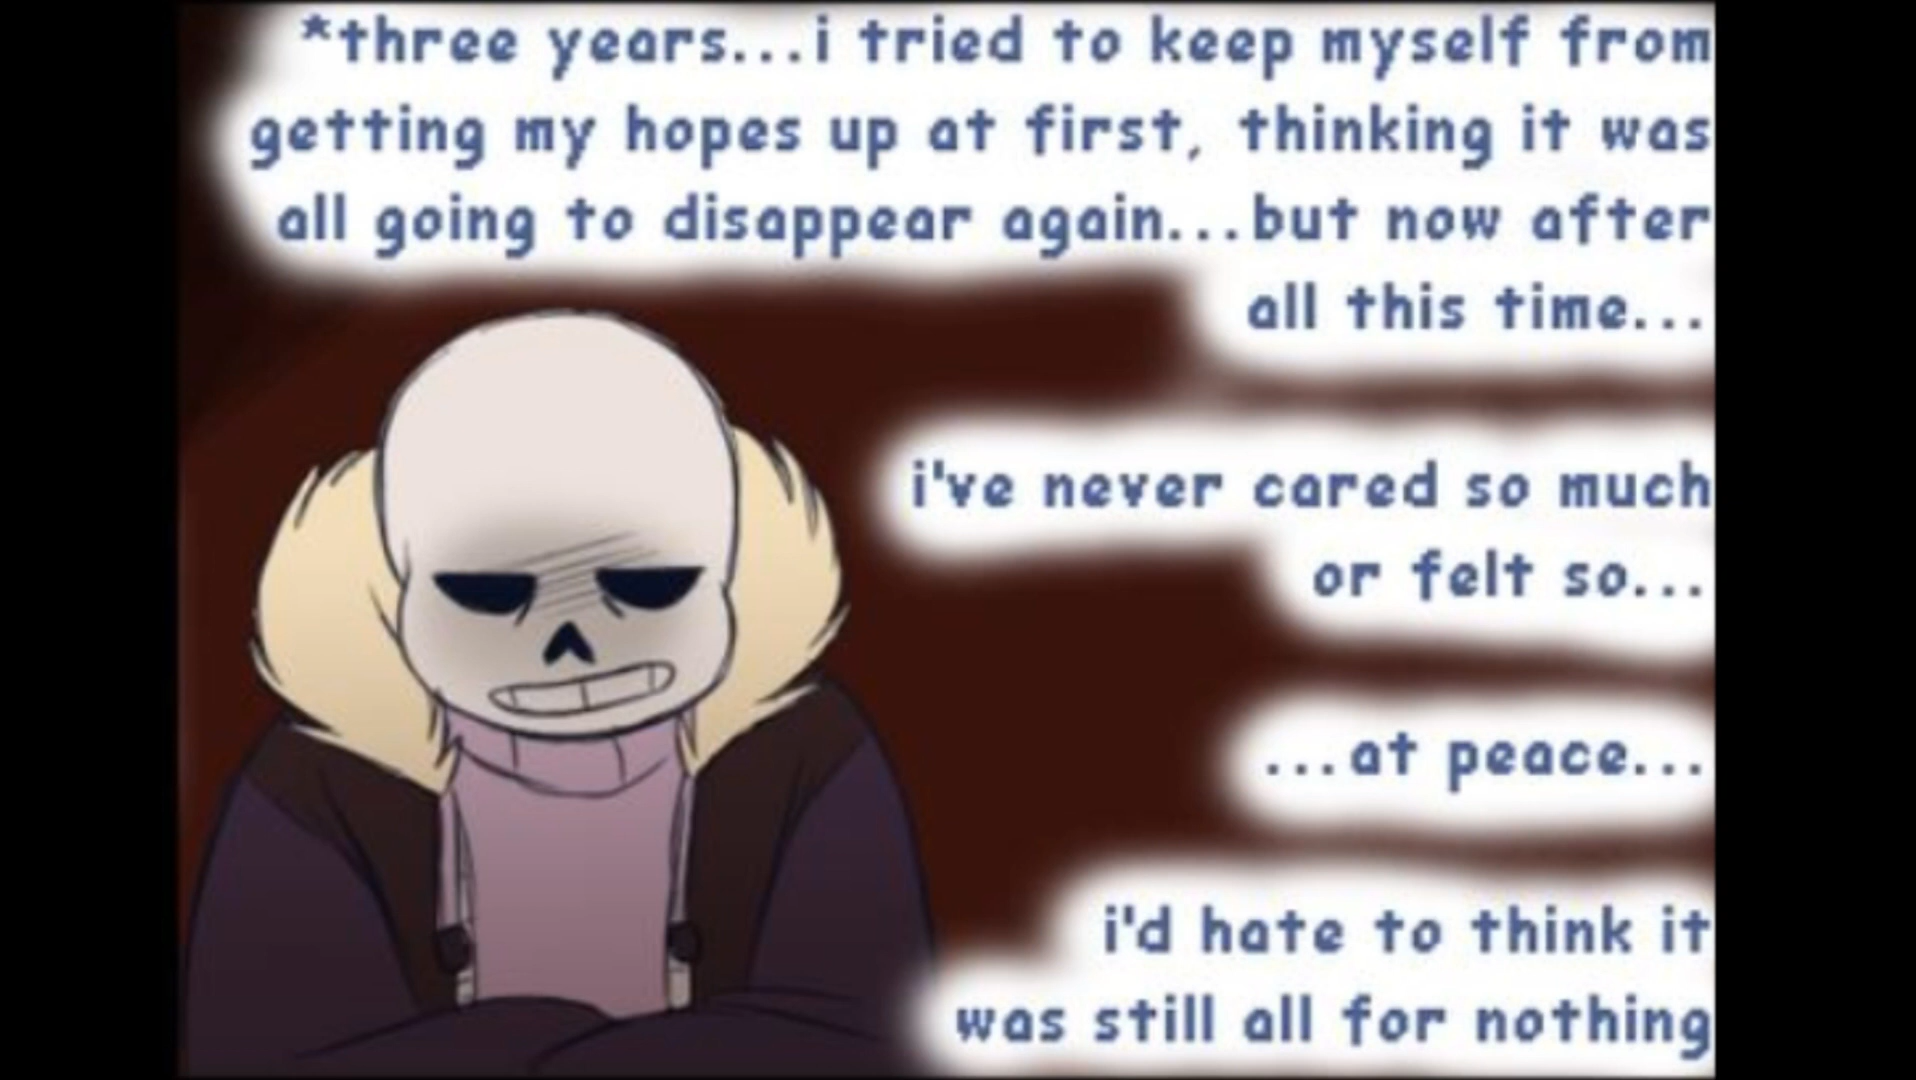 *three years...i tried to keep myself from
getting my hopes up at first, thinking it was
all going to disappear again...but now after
all this time...
i've never cared so much
or felt so...
...at peace...
i'd hate to think it
was still all for nothing